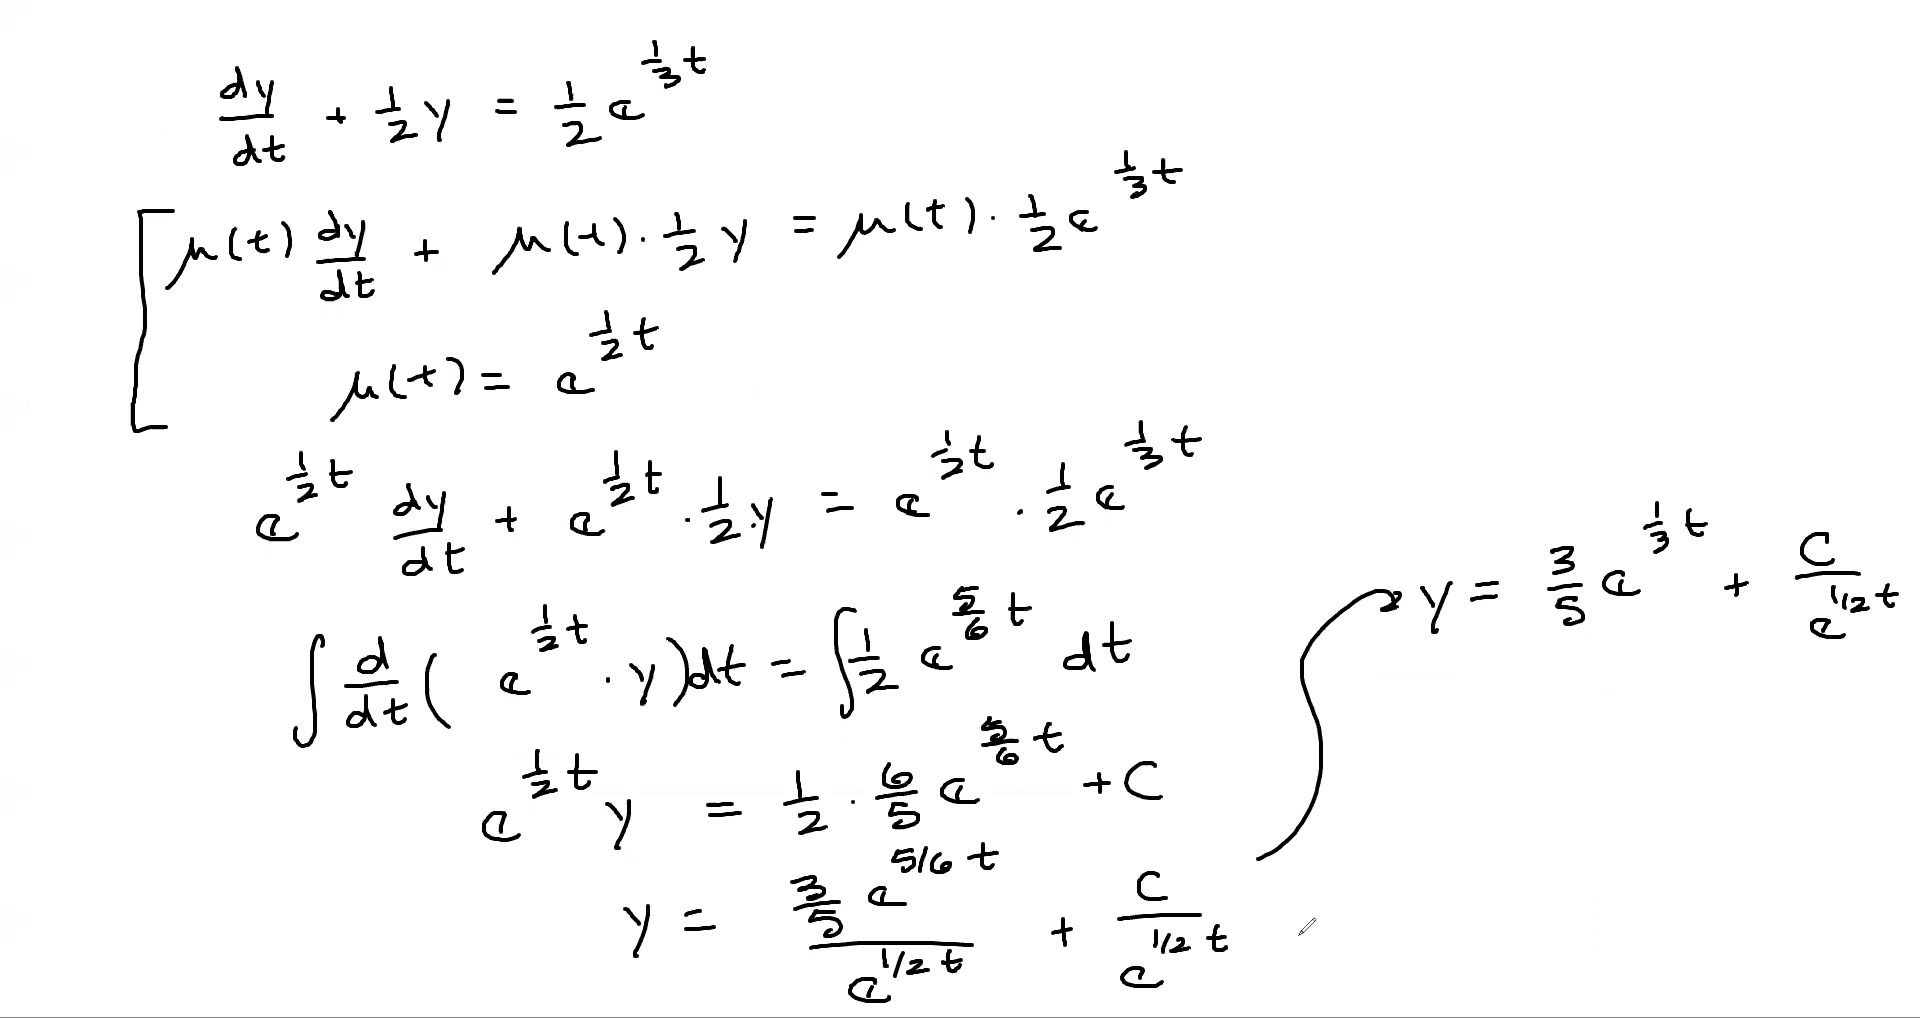 dy/dt + 1/2 y = 1/2 e^{1/3 t}
μ(t) dy/dt + μ(t) · 1/2 y = μ(t) · 1/2 e^{1/3 t}
μ(t) = e^{1/2 t}
e^{1/2 t} dy/dt + e^{1/2 t} · 1/2 y = e^{1/2 t} · 1/2 e^{1/3 t}
∫ d/dt ( e^{1/2 t} · y ) dt = ∫ 1/2 e^{5/6 t} dt
e^{1/2 t} y = 1/2 · 6/5 e^{5/6 t} + C
y = (3/5 e^{5/6 t}) / (e^{1/2 t}) + C / (e^{1/2 t})
y = 3/5 e^{1/3 t} + C / (e^{1/2 t})